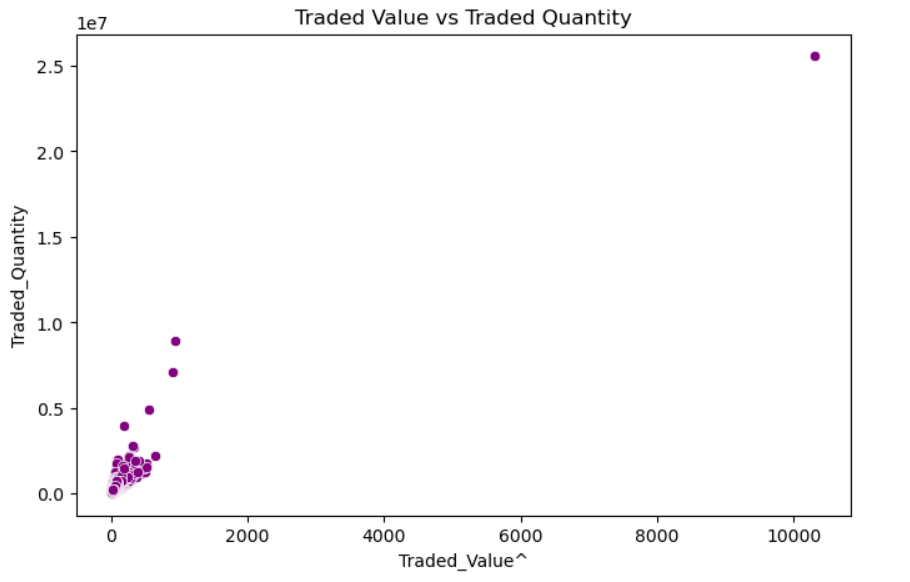 Traded Value vs Traded Quantity
1e7
2.5
2.0
1.5
1.0
0.5
0.0
Traded_Quantity
0 2000 4000 6000 8000 10000
Traded_Value^